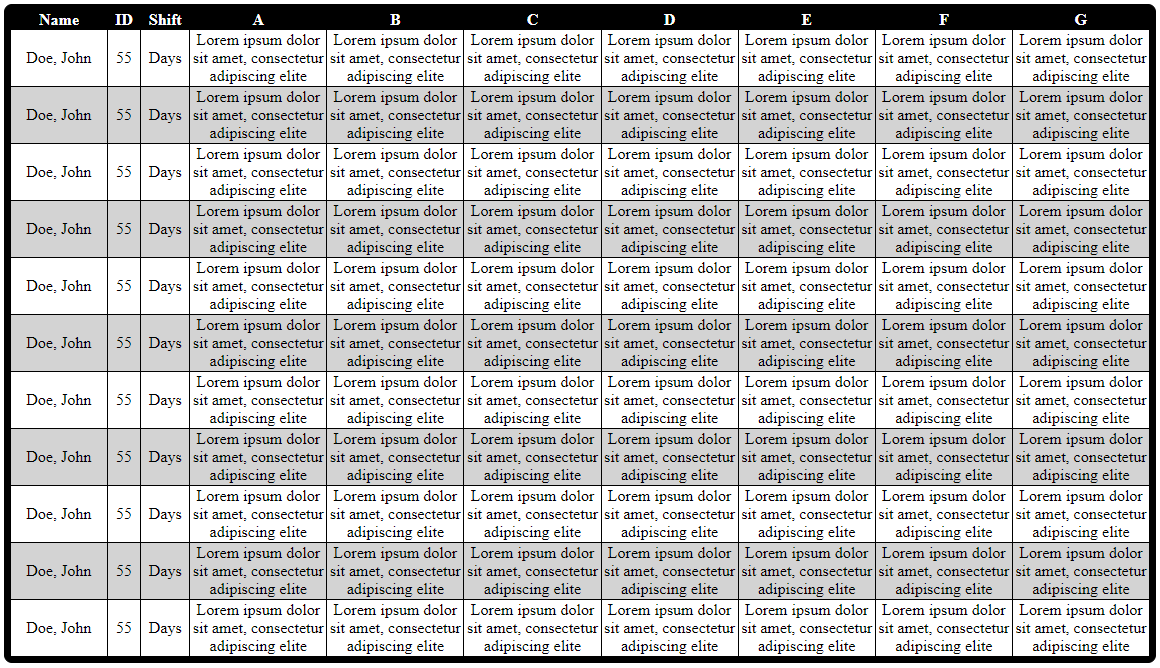 Name ID Shift A B C D E F G
Lorem ipsum dolor Lorem ipsum dolor Lorem ipsum dolor Lorem ipsum dolor Lorem ipsum dolor Lorem ipsum dolor Lorem ipsum dolor
Doe, John 55 Days sit amet, consectetur sit amet, consectetur sit amet, consectetur sit amet, consectetur sit amet, consectetur sit amet, consectetur sit amet, consectetur
adipiscing elite adipiscing elite adipiscing elite adipiscing elite adipiscing elite adipiscing elite adipiscing elite
Lorem ipsum dolor Lorem ipsum dolor Lorem ipsum dolor Lorem ipsum dolor Lorem ipsum dolor Lorem ipsum dolor Lorem ipsum dolor
Doe, John 55 Days sit amet, consectetur sit amet, consectetur sit amet, consectetur sit amet, consectetur sit amet, consectetur sit amet, consectetur sit amet, consectetur
adipiscing elite adipiscing elite adipiscing elite adipiscing elite adipiscing elite adipiscing elite adipiscing elite
Lorem ipsum dolor Lorem ipsum dolor Lorem ipsum dolor Lorem ipsum dolor Lorem ipsum dolor Lorem ipsum dolor Lorem ipsum dolor
Doe, John 55 Days sit amet, consectetur sit amet, consectetur sit amet, consectetur sit amet, consectetur sit amet, consectetur sit amet, consectetur sit amet, consectetur
adipiscing elite adipiscing elite adipiscing elite adipiscing elite adipiscing elite adipiscing elite adipiscing elite
Lorem ipsum dolor Lorem ipsum dolor Lorem ipsum dolor Lorem ipsum dolor Lorem ipsum dolor Lorem ipsum dolor Lorem ipsum dolor
Doe, John 55 Days sit amet, consectetur sit amet, consectetur sit amet, consectetur sit amet, consectetur sit amet, consectetur sit amet, consectetur sit amet, consectetur
adipiscing elite adipiscing elite adipiscing elite adipiscing elite adipiscing elite adipiscing elite adipiscing elite
Lorem ipsum dolor Lorem ipsum dolor Lorem ipsum dolor Lorem ipsum dolor Lorem ipsum dolor Lorem ipsum dolor Lorem ipsum dolor
Doe, John 55 Days sit amet, consectetur sit amet, consectetur sit amet, consectetur sit amet, consectetur sit amet, consectetur sit amet, consectetur sit amet, consectetur
adipiscing elite adipiscing elite adipiscing elite adipiscing elite adipiscing elite adipiscing elite adipiscing elite
Lorem ipsum dolor Lorem ipsum dolor Lorem ipsum dolor Lorem ipsum dolor Lorem ipsum dolor Lorem ipsum dolor Lorem ipsum dolor
Doe, John 55 Days sit amet, consectetur sit amet, consectetur sit amet, consectetur sit amet, consectetur sit amet, consectetur sit amet, consectetur sit amet, consectetur
adipiscing elite adipiscing elite adipiscing elite adipiscing elite adipiscing elite adipiscing elite adipiscing elite
Lorem ipsum dolor Lorem ipsum dolor Lorem ipsum dolor Lorem ipsum dolor Lorem ipsum dolor Lorem ipsum dolor Lorem ipsum dolor
Doe, John 55 Days sit amet, consectetur sit amet, consectetur sit amet, consectetur sit amet, consectetur sit amet, consectetur sit amet, consectetur sit amet, consectetur
adipiscing elite adipiscing elite adipiscing elite adipiscing elite adipiscing elite adipiscing elite adipiscing elite
Lorem ipsum dolor Lorem ipsum dolor Lorem ipsum dolor Lorem ipsum dolor Lorem ipsum dolor Lorem ipsum dolor Lorem ipsum dolor
Doe, John 55 Days sit amet, consectetur sit amet, consectetur sit amet, consectetur sit amet, consectetur sit amet, consectetur sit amet, consectetur sit amet, consectetur
adipiscing elite adipiscing elite adipiscing elite adipiscing elite adipiscing elite adipiscing elite adipiscing elite
Lorem ipsum dolor Lorem ipsum dolor Lorem ipsum dolor Lorem ipsum dolor Lorem ipsum dolor Lorem ipsum dolor Lorem ipsum dolor
Doe, John 55 Days sit amet, consectetur sit amet, consectetur sit amet, consectetur sit amet, consectetur sit amet, consectetur sit amet, consectetur sit amet, consectetur
adipiscing elite adipiscing elite adipiscing elite adipiscing elite adipiscing elite adipiscing elite adipiscing elite
Lorem ipsum dolor Lorem ipsum dolor Lorem ipsum dolor Lorem ipsum dolor Lorem ipsum dolor Lorem ipsum dolor Lorem ipsum dolor
Doe, John 55 Days sit amet, consectetur sit amet, consectetur sit amet, consectetur sit amet, consectetur sit amet, consectetur sit amet, consectetur sit amet, consectetur
adipiscing elite adipiscing elite adipiscing elite adipiscing elite adipiscing elite adipiscing elite adipiscing elite
Lorem ipsum dolor Lorem ipsum dolor Lorem ipsum dolor Lorem ipsum dolor Lorem ipsum dolor Lorem ipsum dolor Lorem ipsum dolor
Doe, John 55 Days sit amet, consectetur sit amet, consectetur sit amet, consectetur sit amet, consectetur sit amet, consectetur sit amet, consectetur sit amet, consectetur
adipiscing elite adipiscing elite adipiscing elite adipiscing elite adipiscing elite adipiscing elite adipiscing elite